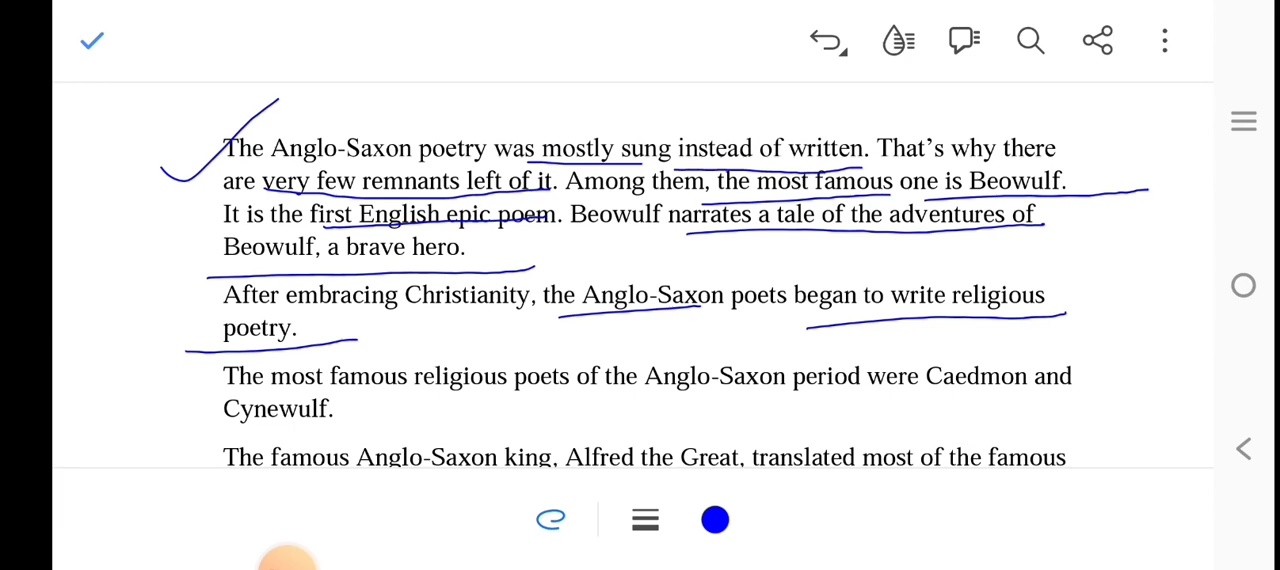 The Anglo-Saxon poetry was mostly sung instead of written. That's why there
are very few remnants left of it. Among them, the most famous one is Beowulf.
It is the first English epic poem. Beowulf narrates a tale of the adventures of
Beowulf, a brave hero.
After embracing Christianity, the Anglo-Saxon poets began to write religious
poetry.
The most famous religious poets of the Anglo-Saxon period were Caedmon and
Cynewulf.
The famous Anglo-Saxon king, Alfred the Great, translated most of the famous